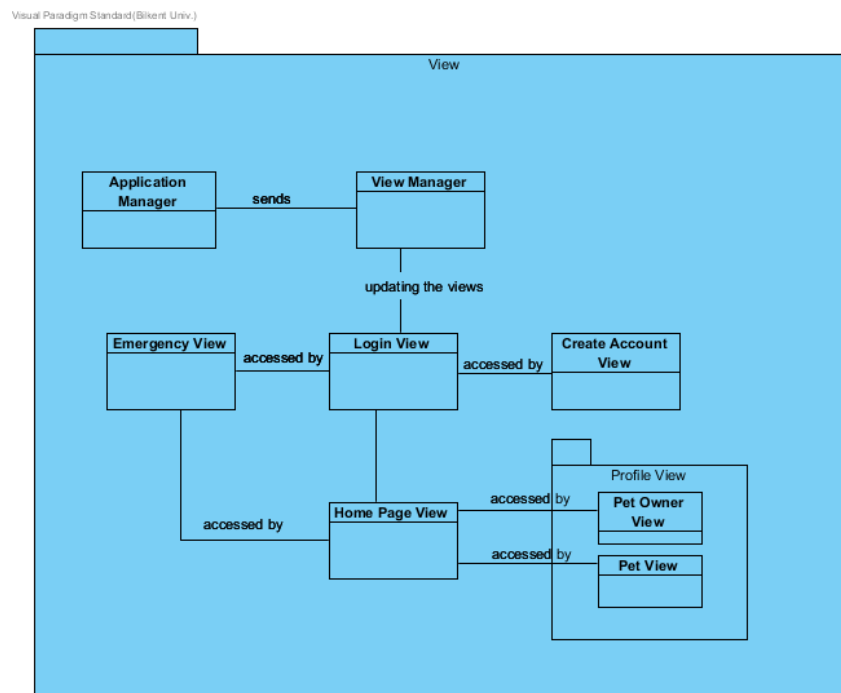 Visual Paradigm Standard(Bilkent Univ.)
View
Application
Manager
sends
View Manager
updating the views
Emergency View
accessed by
Login View
accessed by
Create Account
View
Profile View
Home Page View
accessed by
Pet Owner
View
accessed by
accessed by
Pet View